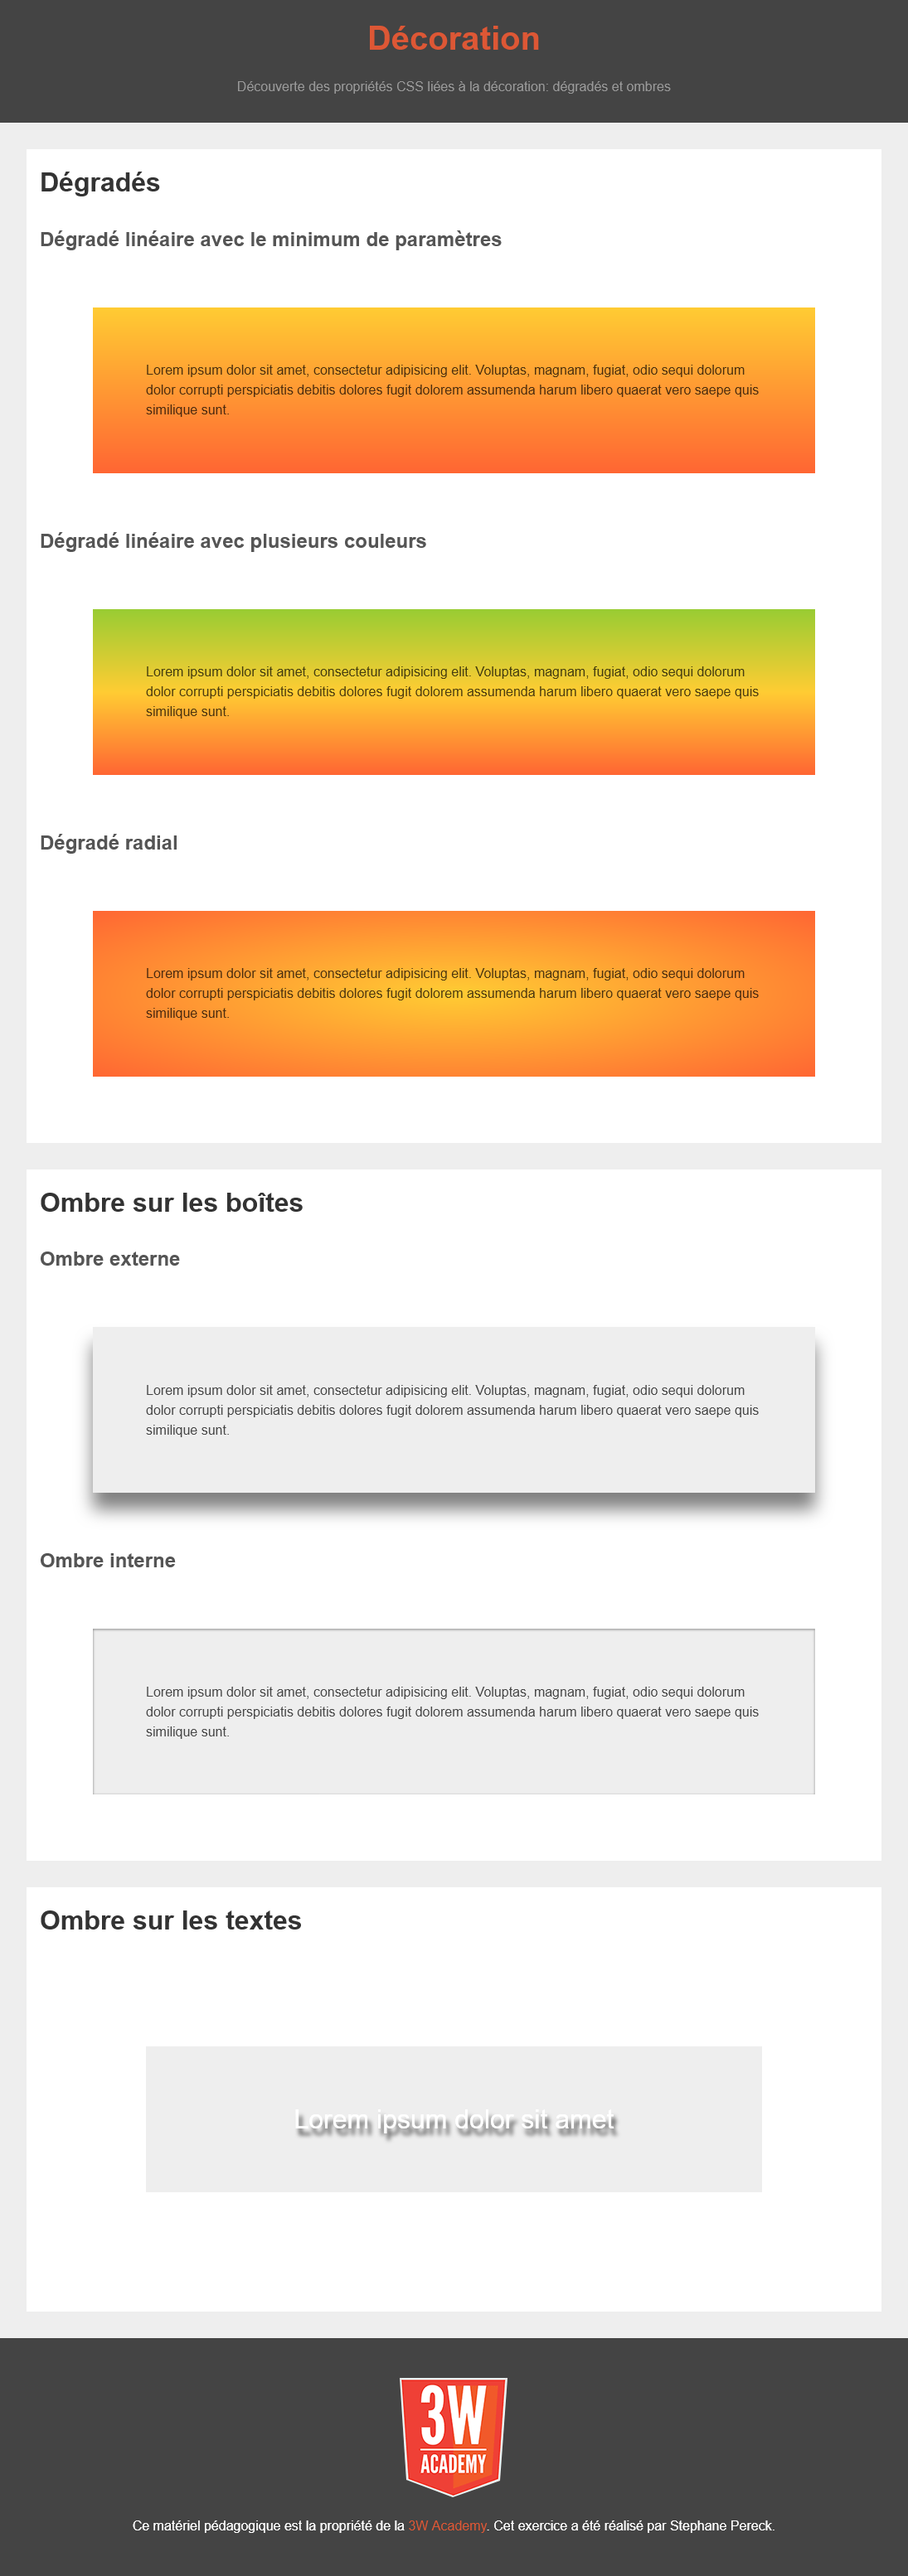 Décoration
Découverte des propriétés CSS liées à la décoration: dégradés et ombres
Dégradés
Dégradé linéaire avec le minimum de paramètres
Lorem ipsum dolor sit amet, consectetur adipisicing elit. Voluptas, magnam, fugiat, odio sequi dolorum
dolor corrupti perspiciatis debitis dolores fugit dolorem assumenda harum libero quaerat vero saepe quis
similique sunt.
Dégradé linéaire avec plusieurs couleurs
Lorem ipsum dolor sit amet, consectetur adipisicing elit. Voluptas, magnam, fugiat, odio sequi dolorum
dolor corrupti perspiciatis debitis dolores fugit dolorem assumenda harum libero quaerat vero saepe quis
similique sunt.
Dégradé radial
Lorem ipsum dolor sit amet, consectetur adipisicing elit. Voluptas, magnam, fugiat, odio sequi dolorum
dolor corrupti perspiciatis debitis dolores fugit dolorem assumenda harum libero quaerat vero saepe quis
similique sunt.
Ombre sur les boîtes
Ombre externe
Lorem ipsum dolor sit amet, consectetur adipisicing elit. Voluptas, magnam, fugiat, odio sequi dolorum
dolor corrupti perspiciatis debitis dolores fugit dolorem assumenda harum libero quaerat vero saepe quis
similique sunt.
Ombre interne
Lorem ipsum dolor sit amet, consectetur adipisicing elit. Voluptas, magnam, fugiat, odio sequi dolorum
dolor corrupti perspiciatis debitis dolores fugit dolorem assumenda harum libero quaerat vero saepe quis
similique sunt.
Ombre sur les textes
Lorem ipsum dolor sit amet
3W
ACADEMY
Ce matériel pédagogique est la propriété de la 3W Academy. Cet exercice a été réalisé par Stephane Pereck.